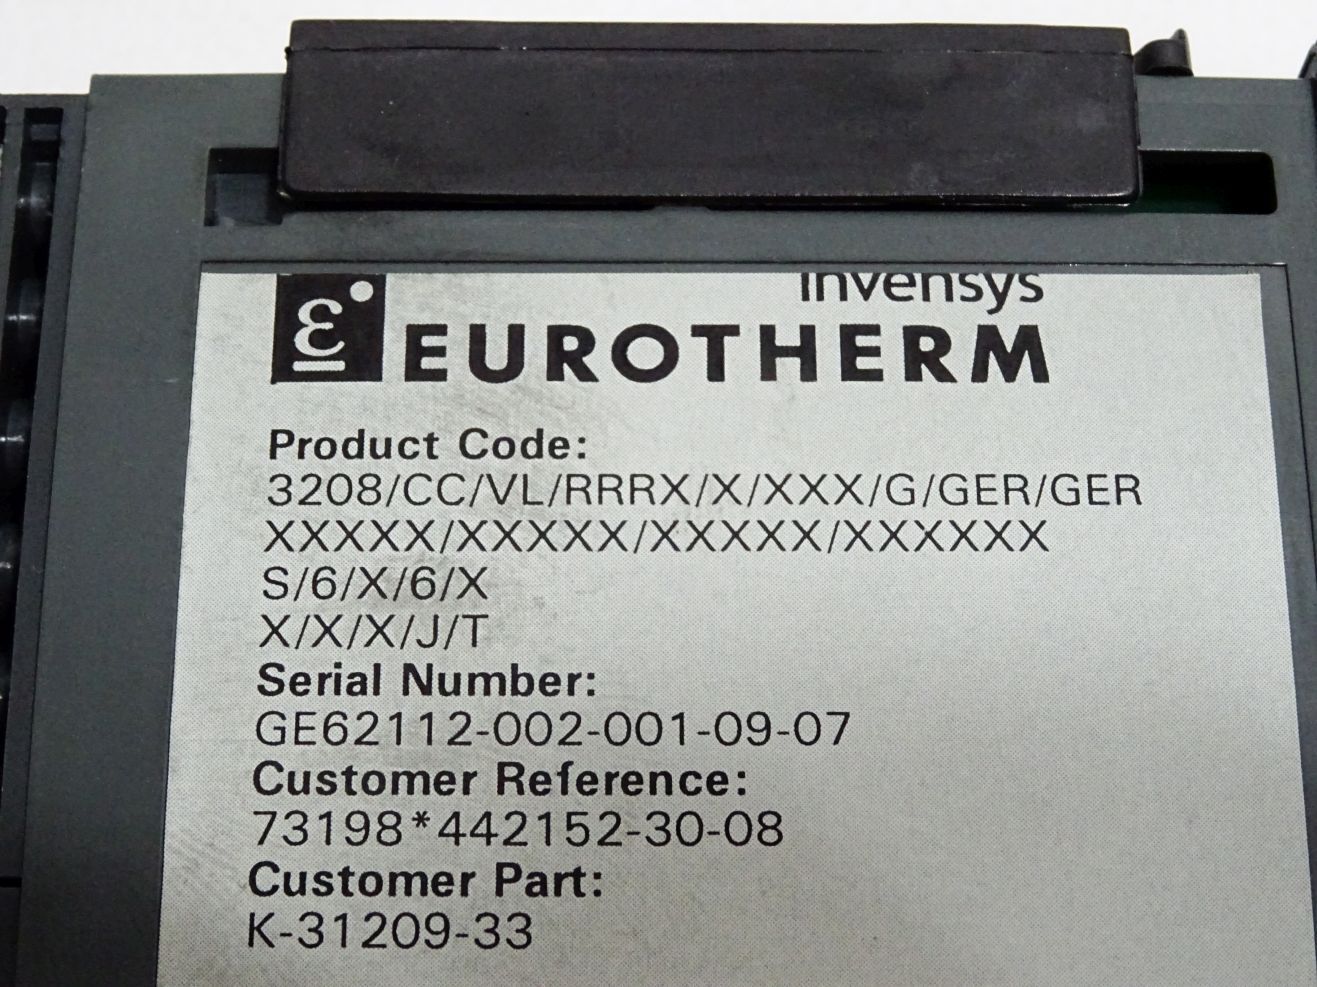 invensys
EUROTHERM
Product Code:
3208/CC/VL/RRRX/X/XXX/G/GER/GER
XXXXX/XXXXX/XXXXX/XXXXXX
S/6/X/6/X
X/X/X/J/T
Serial Number:
GE62112-002-001-09-07
Customer Reference:
73198*442152-30-08
Customer Part:
K-31209-33